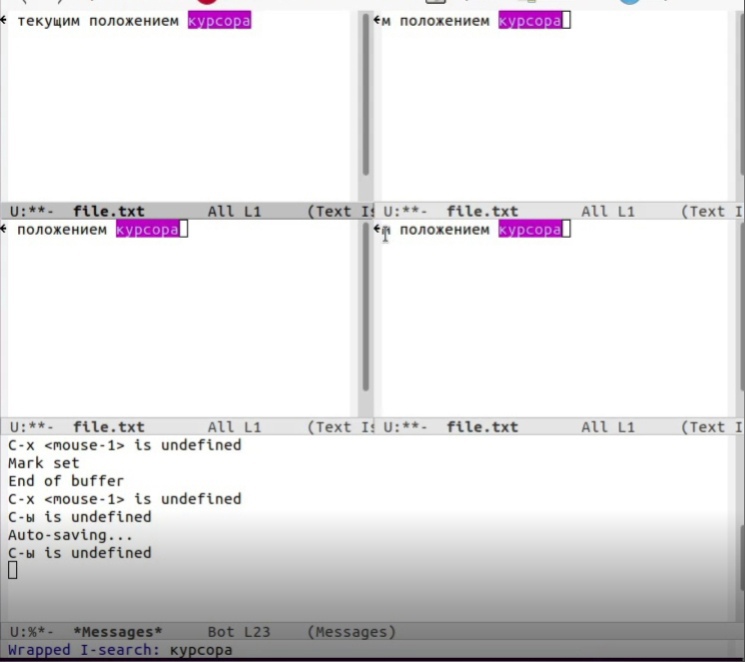 текущим положением курсора
м положением курсора
U:**-  file.txt       All L1     (Text Is
U:**-  file.txt       All L1     (Text I
положением курсора
м положением курсора
U:**-  file.txt       All L1     (Text Is
U:**-  file.txt       All L1     (Text I
C-x <mouse-1> is undefined
Mark set
End of buffer
C-x <mouse-1> is undefined
C-ы is undefined
Auto-saving...
C-ы is undefined
U:%*-  *Messages*     Bot L23    (Messages)
Wrapped I-search: курсора